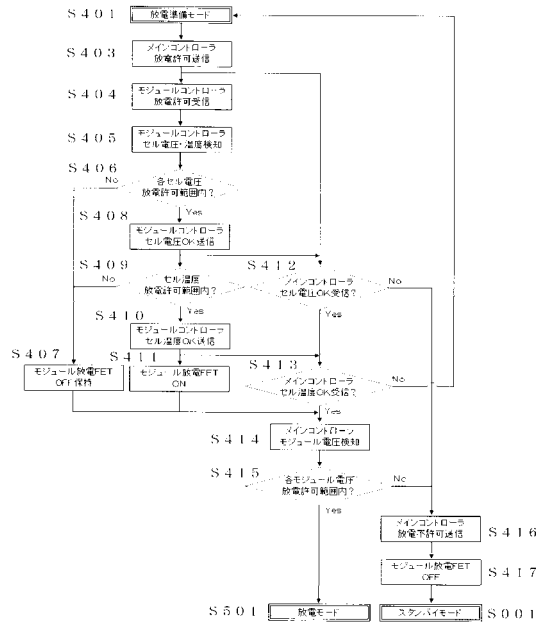 S401
放電準備モード
S403
メインコントローラ
放電許可送信
S404
モジュールコントローラ
放電許可受信
S405
モジュールコントローラ
セル電圧・温度検知
S406
各セル電圧
放電許可範囲内?
No
Yes
S408
モジュールコントローラ
セル電圧OK送信
S409
セル温度
放電許可範囲内?
No
Yes
S412
メインコントローラ
セル電圧OK受信?
No
Yes
S410
モジュールコントローラ
セル温度OK送信
S407
モジュール放電FET
OFF保持
S411
モジュール放電FET
ON
S413
メインコントローラ
セル温度OK受信?
No
Yes
S414
メインコントローラ
モジュール電圧検知
S415
各モジュール電圧
放電許可範囲内?
No
Yes
メインコントローラ
放電不許可送信
S416
モジュール放電FET
OFF
S417
S501
放電モード
スタンバイモード
S001